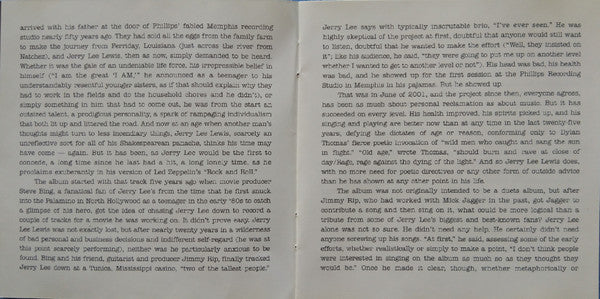 arrived with his father at the door of Phillips' fabled Memphis recording
studio nearly fifty years ago. They had sold all the eggs from the family farm
to make the journey from Ferriday, Louisiana (just across the river from
Natchez), and Jerry Lee Lewis, then as now, simply demanded to be heard.
Whether it was the gale of an undeniable life force, his irrepressible belief in
himself ("I am the great 'I AM,'" he announced as a teenager to his
understandably resentful younger sisters, as if that should explain why they
had to work in the fields and do the household chores and he didn't), or
simply something in him that had to come out, he was from the start an
outsized talent, a prodigious personality, a spark of rampaging individualism
that both lit up and littered the road. And now at an age when another man's
thoughts might turn to less incendiary things, Jerry Lee Lewis, scarcely an
unreflective sort for all of his Shakespearean panache, thinks his time may
have come — again. But it has been, as Jerry Lee would be the first to
concede, a long time since he last had a hit, a long lonely time, as he
proclaims exuberantly in his version of Led Zeppelin's "Rock and Roll."
The album started with that track five years ago when movie producer
Steve Bing, a fanatical fan of Jerry Lee's from the time that he first snuck
into the Palamino in North Hollywood as a teenager in the early '80s to catch
a glimpse of his hero, got the idea of chasing Jerry Lee down to record a
couple of tracks for a movie he was working on. It didn't prove easy. Jerry
Lee Lewis was not exactly lost, but after nearly twenty years in a wilderness
of bad personal and business decisions and indifferent self-regard (he was at
this point scarcely performing), neither was he particularly anxious to be
found. Bing and his friend, guitarist and producer Jimmy Rip, finally tracked
Jerry Lee down at a Tunica, Mississippi casino, "two of the tallest people,"
Jerry Lee says with typically inscrutable brio, "I've ever seen." He was
highly skeptical of the project at first, doubtful that anyone would still want
to listen, doubtful that he wanted to make the effort ("Well, they insisted on
it"; like his audience, he said, "they were going to put me up on another level
whether I wanted to get to another level or not"). His head was bad, his health
was bad, and he showed up for the first session at the Phillips Recording
Studio in Memphis in his pajamas. But he showed up.
That was in June of 2001, and the project since then, everyone agrees,
has been as much about personal reclamation as about music. But it has
succeeded on every level. His health improved, his spirits picked up, and his
singing and playing are better now than at any time in the last twenty-five
years, defying the dictates of age or reason, conforming only to Dylan
Thomas' fierce poetic invocation of "wild men who caught and sang the sun
in flight." "Old age", wrote Thomas, "should burn and rave at close of
day/Rage, rage against the dying of the light." And so Jerry Lee Lewis does,
with no more need for poetic directives or any other form of outside advice
than he has shown at any other point in his life.
The album was not originally intended to be a duets album, but after
Jimmy Rip, who had worked with Mick Jagger in the past, got Jagger to
contribute a song and then sing on it, what could be more logical than a
tribute from some of Jerry Lee's biggest and best-known fans? Jerry Lee
alone was not so sure. He didn't need any help. He certainly didn't need
anyone screwing up his songs. "At first," he said, assessing some of the early
efforts, whether realistically or simply to make a point, "I don't think people
were interested in singing on the album so much as as they thought they
would be." Once he made it clear, though, whether metaphorically or